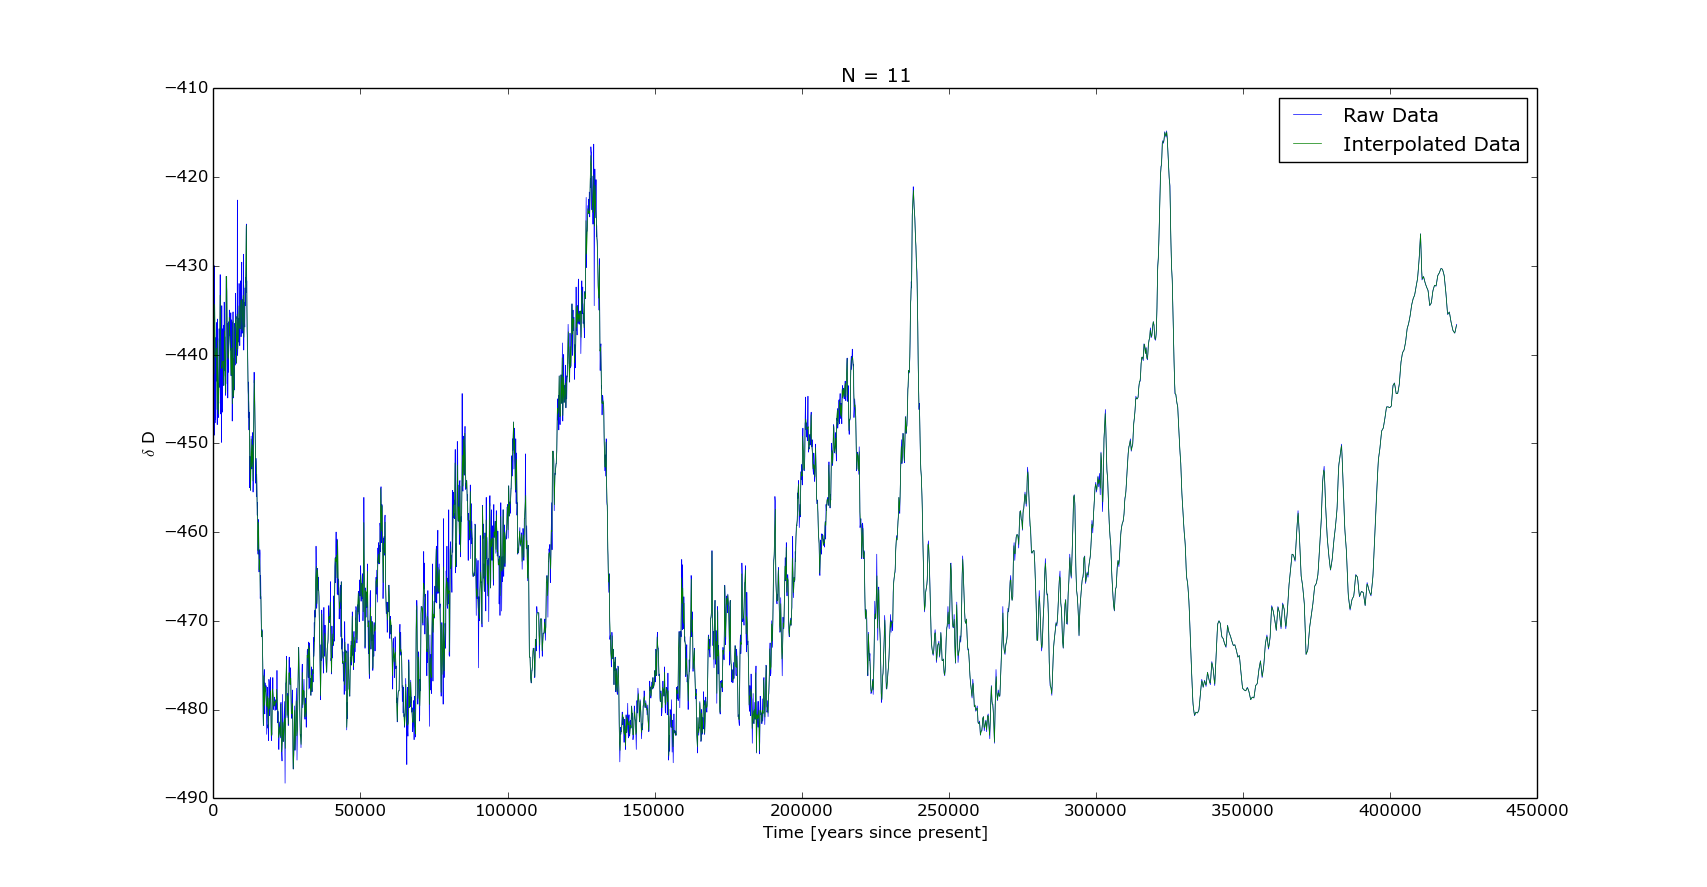 N = 11
Raw Data
Interpolated Data
−410
−420
−430
−440
−450
−460
−470
−480
−490
δ D
0 50000 100000 150000 200000 250000 300000 350000 400000 450000
Time [years since present]